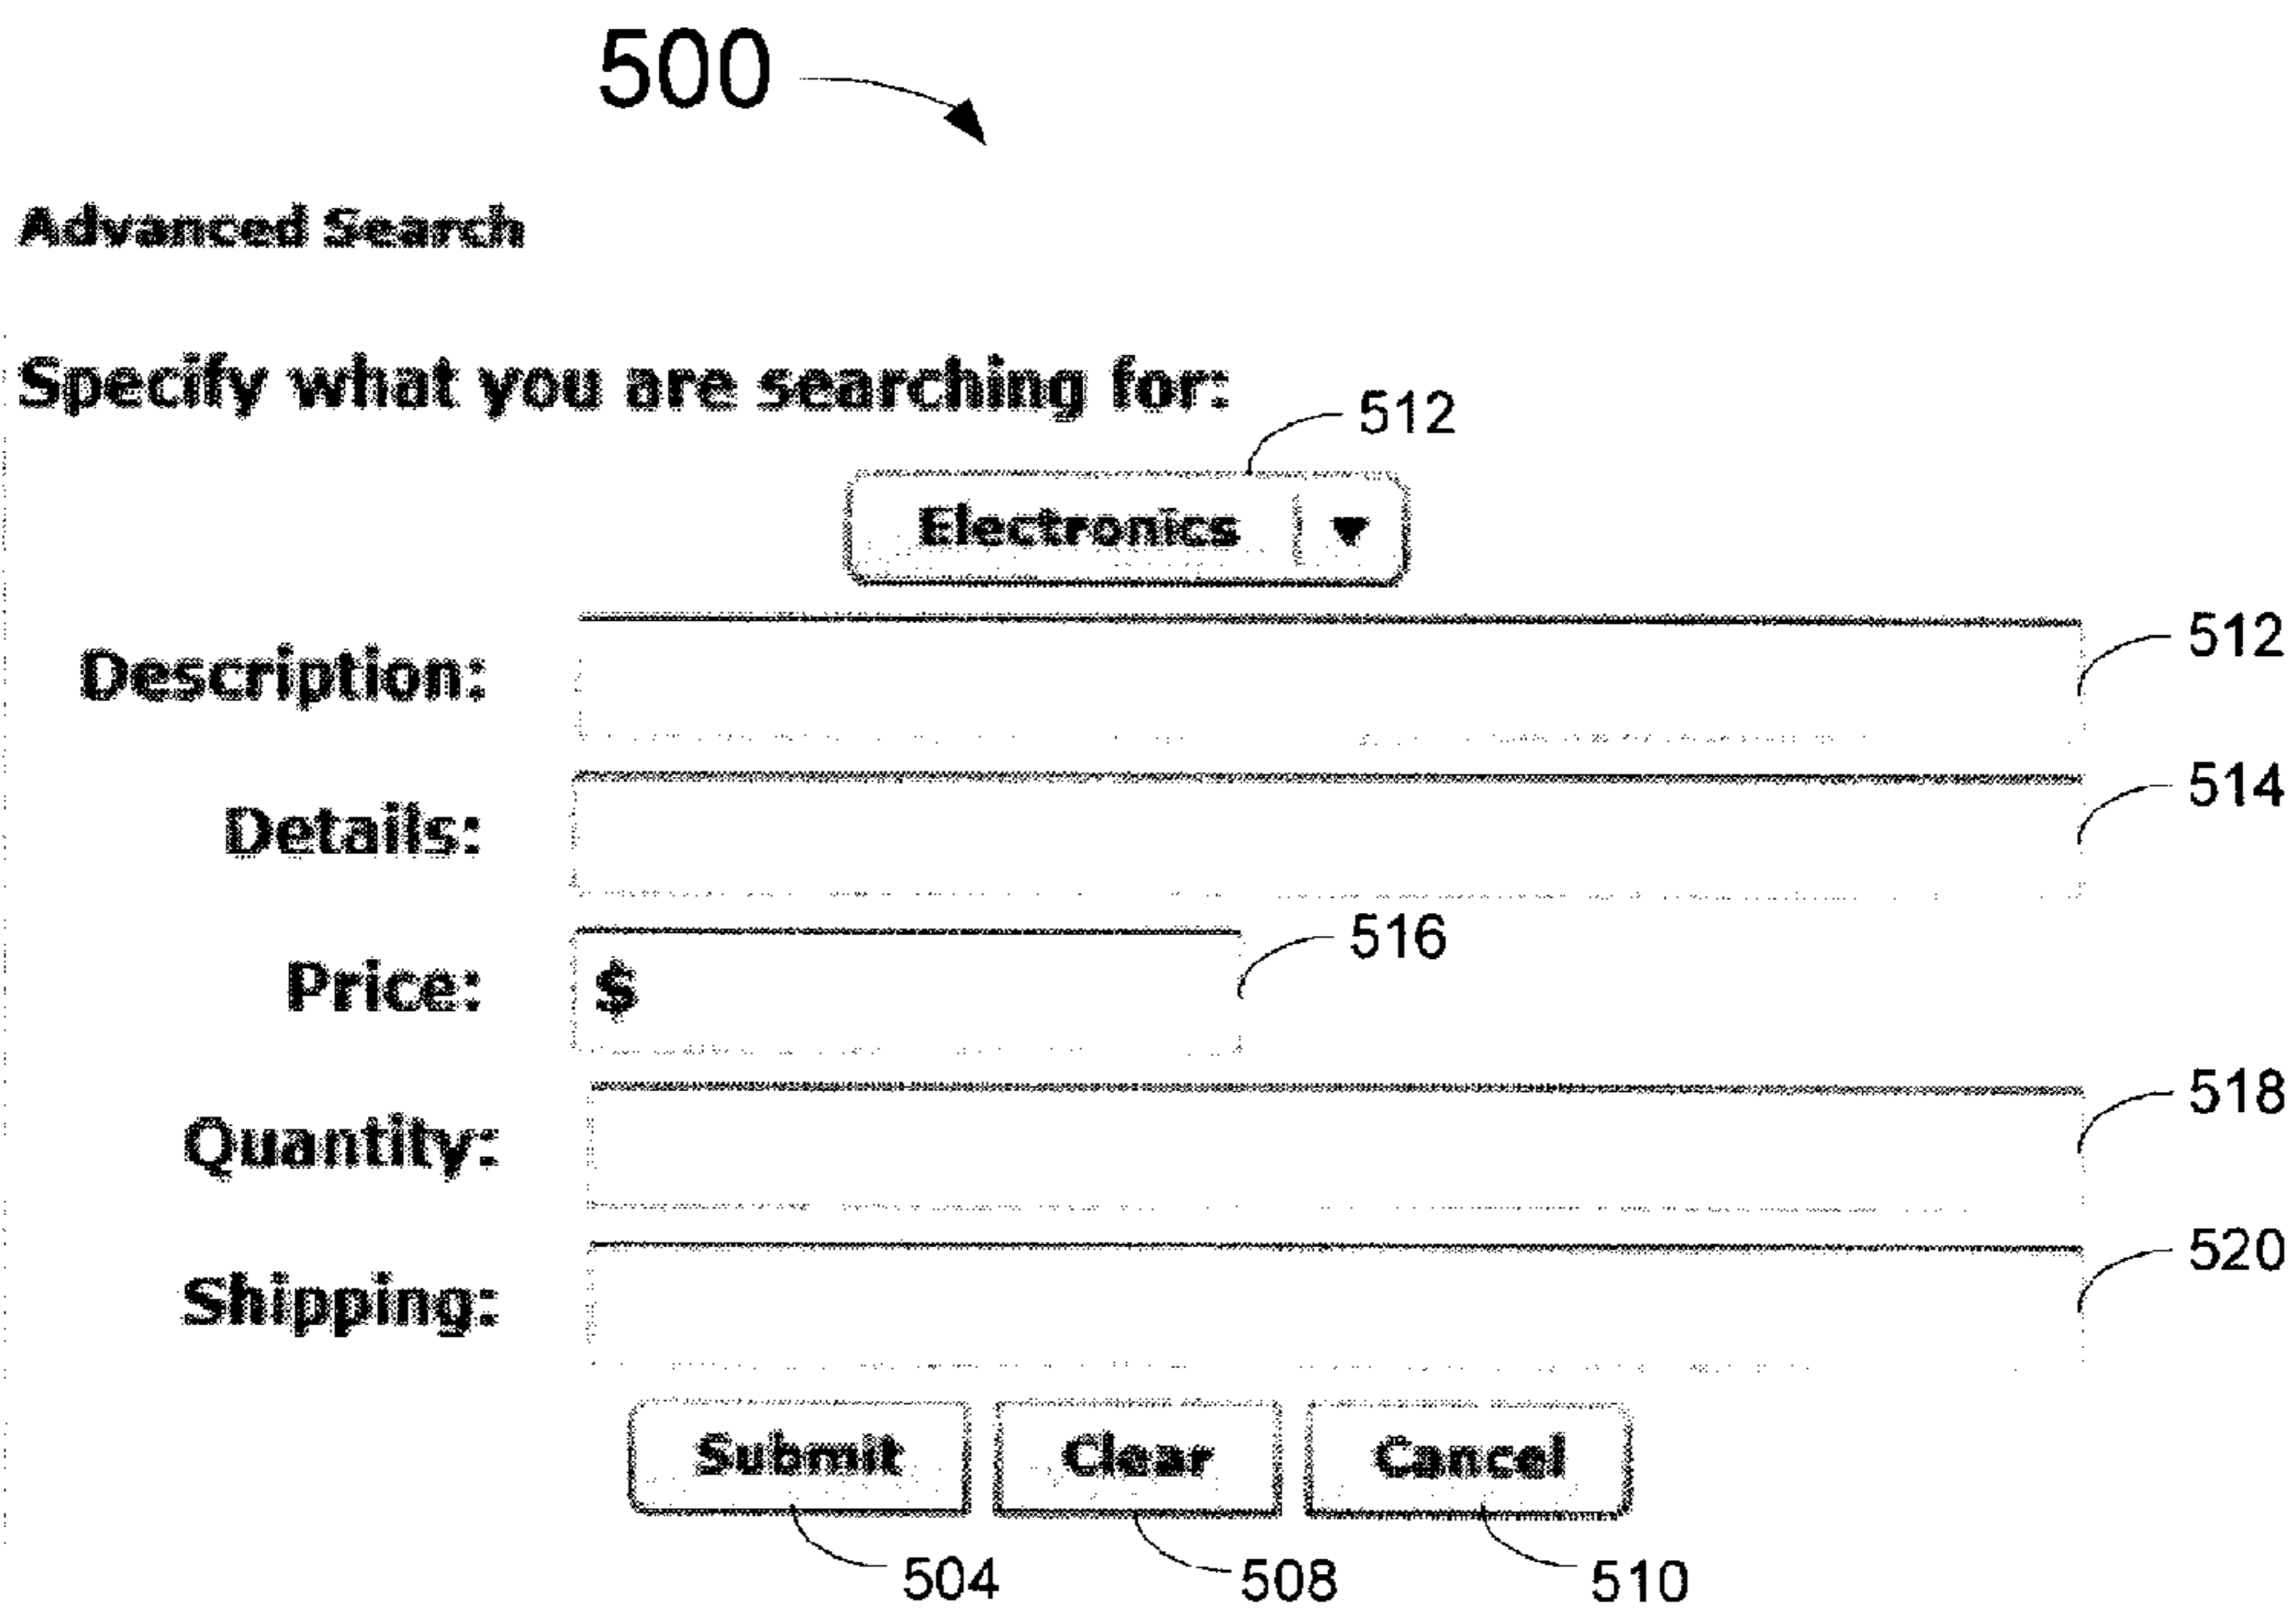 500
Advanced Search
Specify what you are searching for:
512
Electronics
Description:
512
Details:
514
Price:
$
516
Quantity:
518
Shipping:
520
Submit Clear Cancel
504 508 510